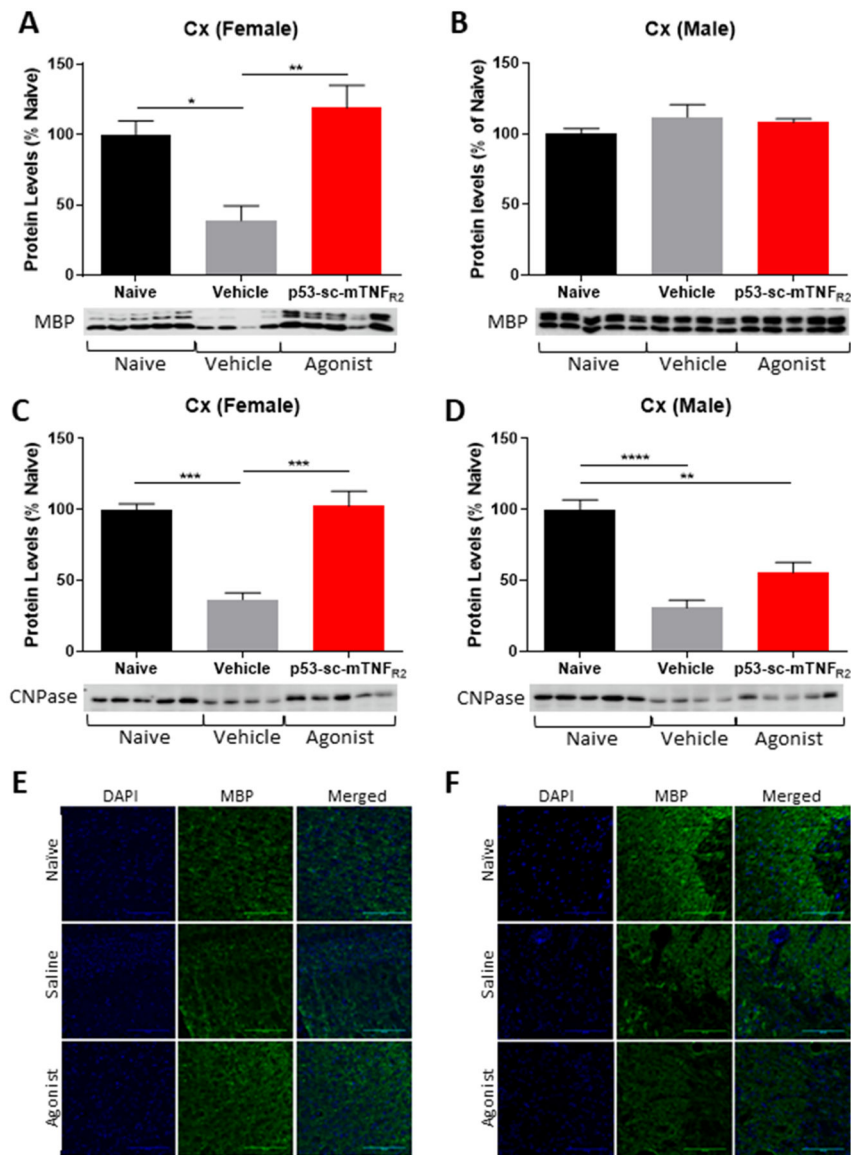 A
Cx (Female)
Protein Levels (% Naive)
150
100
50
0
*
**
Naive Vehicle p53-sc-mTNFR2
MBP
Naive Vehicle Agonist
B
Cx (Male)
Protein levels (% of Naive)
150
100
50
0
Naive Vehicle p53-sc-mTNFR2
MBP
Naive Vehicle Agonist
C
Cx (Female)
Protein Levels (% Naive)
150
100
50
0
***
***
Naive Vehicle p53-sc-mTNFR2
CNPase
Naive Vehicle Agonist
D
Cx (Male)
Protein Levels (% Naive)
150
100
50
0
****
**
Naive Vehicle p53-sc-mTNFR2
CNPase
Naive Vehicle Agonist
E
DAPI MBP Merged
Naïve
Saline
Agonist
F
DAPI MBP Merged
Naïve
Saline
Agonist